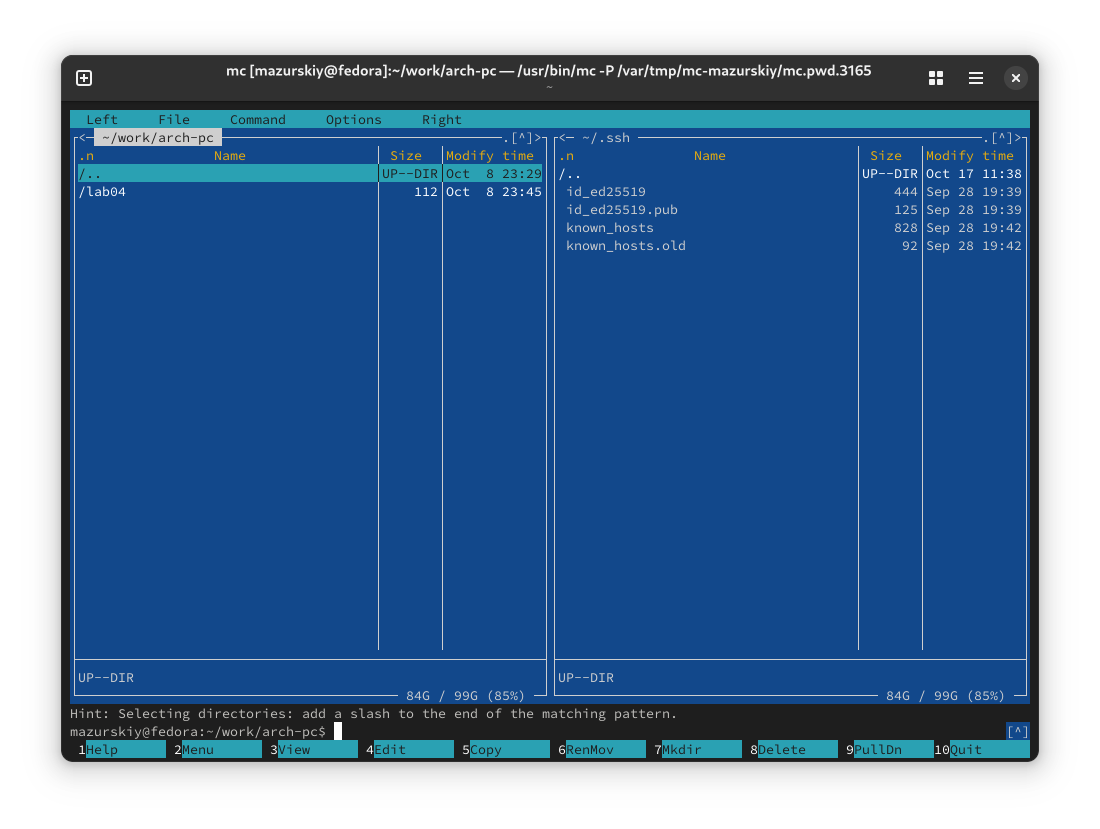 mc [mazurskiy@fedora]:~/work/arch-pc — /usr/bin/mc -P /var/tmp/mc-mazurskiy/mc.pwd.3165
~
Left File Command Options Right
<─ ~/work/arch-pc .[^]> <─ ~/.ssh .[^]>
.n Name Size Modify time .n Name Size Modify time
/.. UP--DIR Oct 8 23:29 /.. UP--DIR Oct 17 11:38
/lab04 112 Oct 8 23:45 id_ed25519 444 Sep 28 19:39
id_ed25519.pub 125 Sep 28 19:39
known_hosts 828 Sep 28 19:42
known_hosts.old 92 Sep 28 19:42
UP--DIR UP--DIR
84G / 99G (85%) 84G / 99G (85%)
Hint: Selecting directories: add a slash to the end of the matching pattern.
mazurskiy@fedora:~/work/arch-pc$ [^]
1Help 2Menu 3View 4Edit 5Copy 6RenMov 7Mkdir 8Delete 9PullDn 10Quit